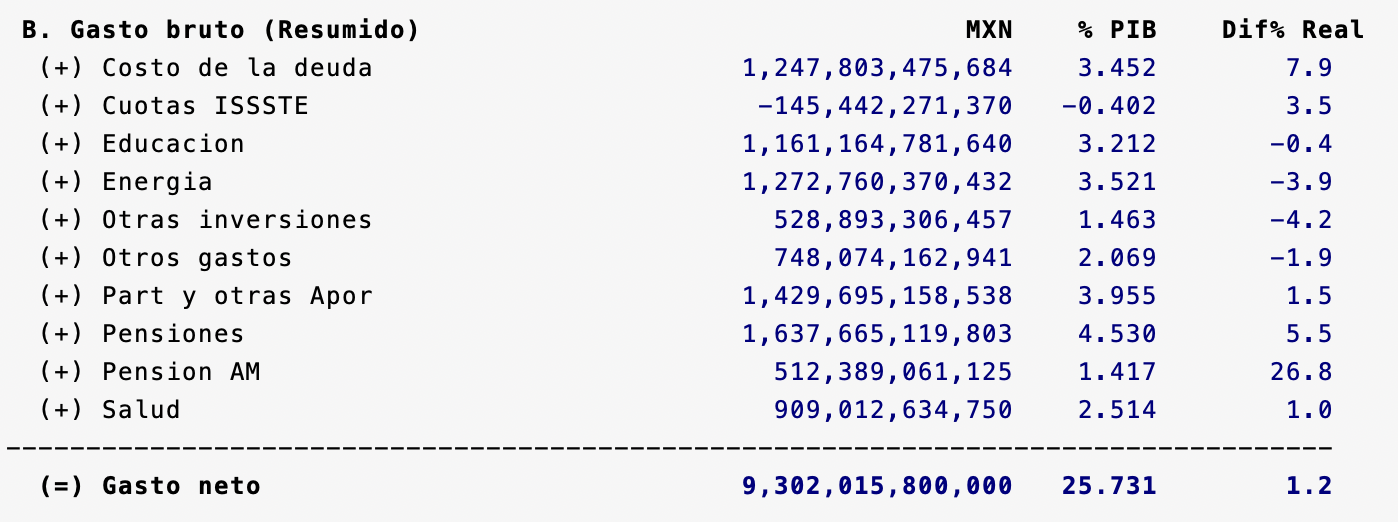 B. Gasto bruto (Resumido) MXN % PIB Dif% Real
(+) Costo de la deuda 1,247,803,475,684 3.452 7.9
(+) Cuotas ISSSTE -145,442,271,370 -0.402 3.5
(+) Educacion 1,161,164,781,640 3.212 -0.4
(+) Energia 1,272,760,370,432 3.521 -3.9
(+) Otras inversiones 528,893,306,457 1.463 -4.2
(+) Otros gastos 748,074,162,941 2.069 -1.9
(+) Part y otras Apor 1,429,695,158,538 3.955 1.5
(+) Pensiones 1,637,665,119,803 4.530 5.5
(+) Pension AM 512,389,061,125 1.417 26.8
(+) Salud 909,012,634,750 2.514 1.0
(=) Gasto neto 9,302,015,800,000 25.731 1.2